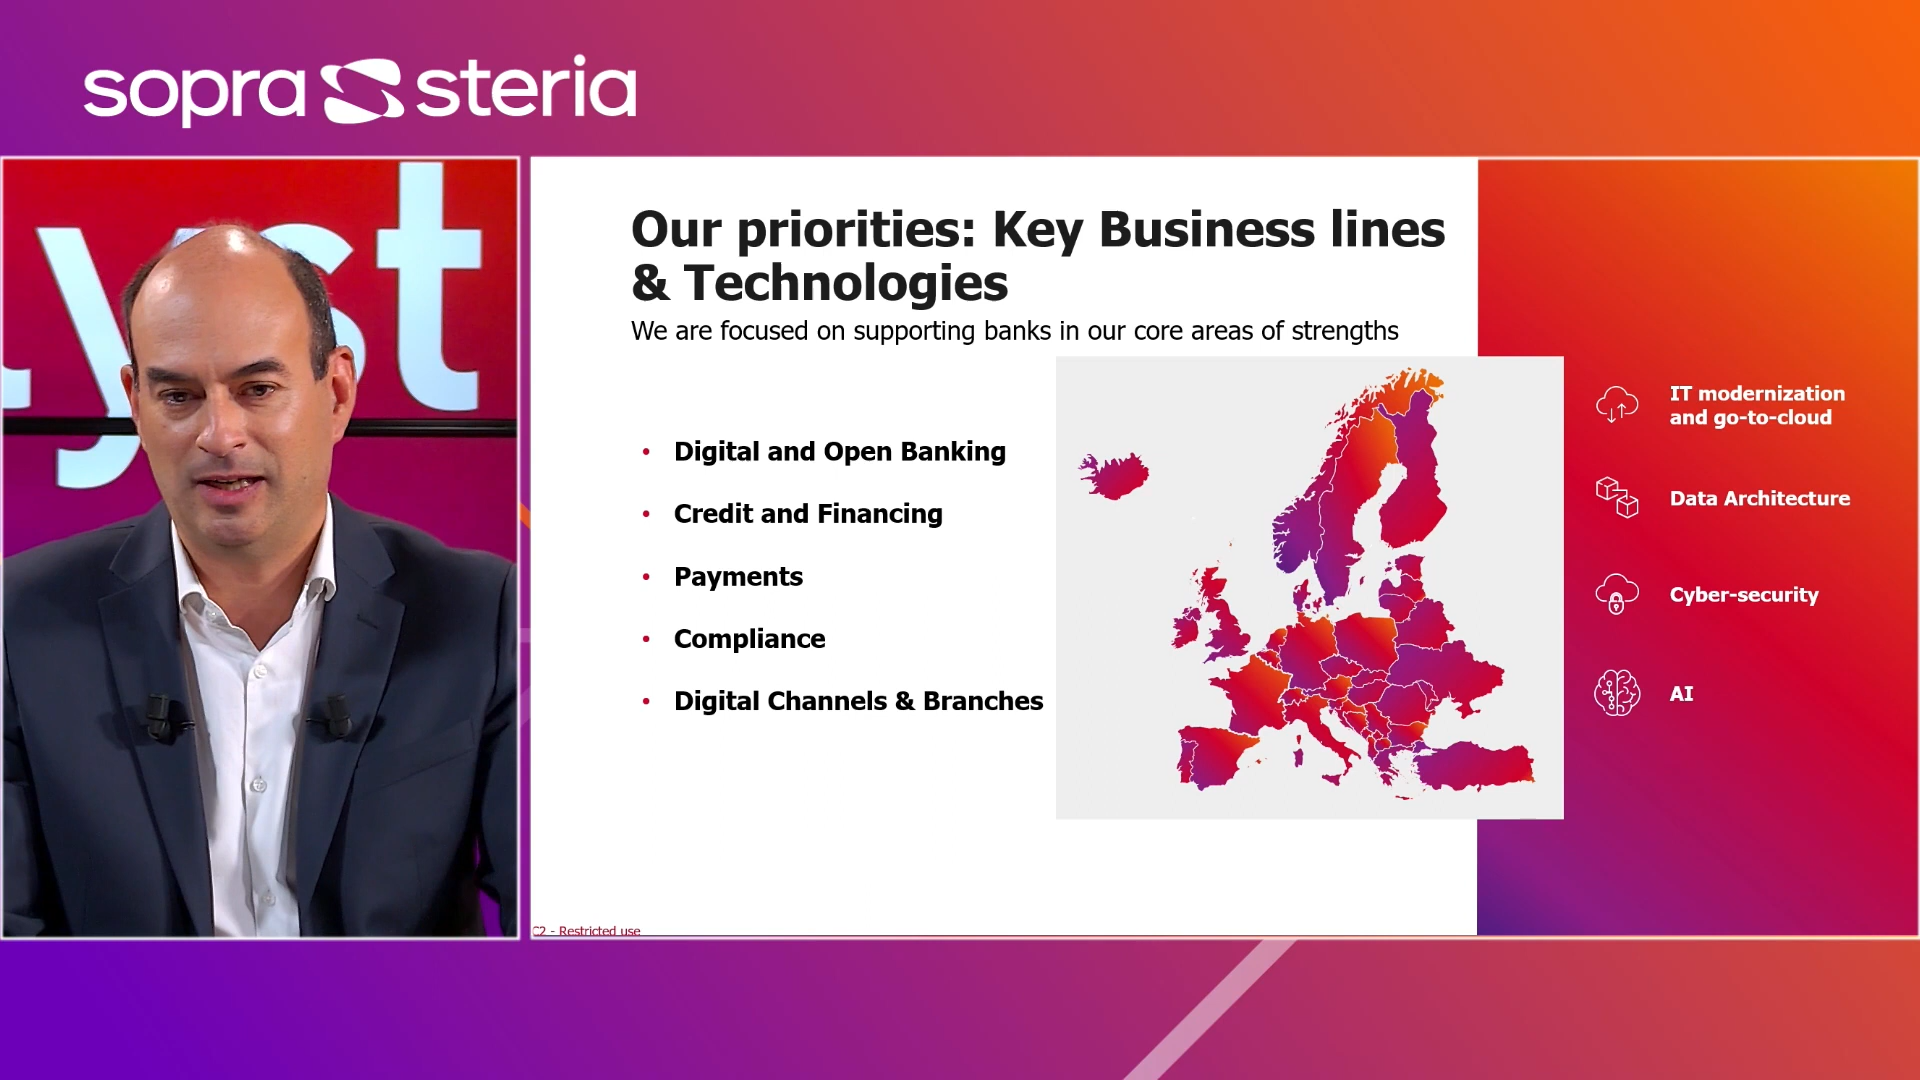 sopra steria
lyst
Our priorities: Key Business lines
& Technologies
We are focused on supporting banks in our core areas of strengths
• Digital and Open Banking
• Credit and Financing
• Payments
• Compliance
• Digital Channels & Branches
IT modernization
and go-to-cloud
Data Architecture
Cyber-security
AI
C2 - Restricted use